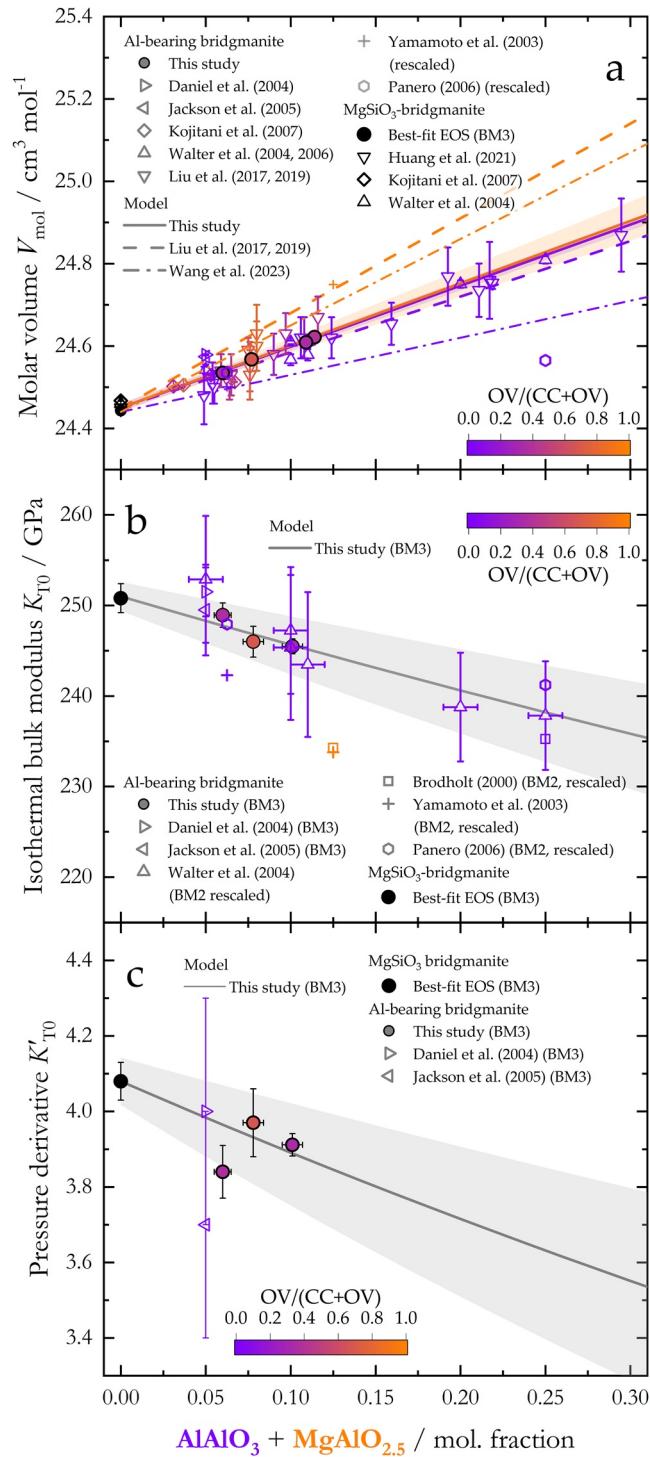 25.4
25.2
25.0
24.8
24.6
24.4
Molar volume Vmol / cm³ mol⁻¹
a
Al-bearing bridgmanite
This study
Daniel et al. (2004)
Jackson et al. (2005)
Kojitani et al. (2007)
Walter et al. (2004, 2006)
Liu et al. (2017, 2019)
Model
This study
Liu et al. (2017, 2019)
Wang et al. 2023
Yamamoto et al. (2003)
(rescaled)
Panero (2006) (rescaled)
MgSiO₃-bridgmanite
Best-fit EOS (BM3)
Huang et al. (2021)
Kojitani et al. (2007)
Walter et al. (2004)
OV/(CC+OV)
0.0 0.2 0.4 0.6 0.8 1.0
260
250
240
230
220
Isothermal bulk modulus KT0 / GPa
b
Model
This study (BM3)
0.0 0.2 0.4 0.6 0.8 1.0
OV/(CC+OV)
Al-bearing bridgmanite
This study (BM3)
Daniel et al. (2004) (BM3)
Jackson et al. (2005) (BM3)
Walter et al. (2004)
(BM2 rescaled)
Brodholt (2000) (BM2, rescaled)
Yamamoto et al. (2003)
(BM2, rescaled)
Panero (2006) (BM2, rescaled)
MgSiO₃-bridgmanite
Best-fit EOS (BM3)
4.4
4.2
4.0
3.8
3.6
3.4
Pressure derivative K′T0
c
Model
This study (BM3)
MgSiO₃ bridgmanite
Best-fit EOS (BM3)
Al-bearing bridgmanite
This study (BM3)
Daniel et al. (2004) (BM3)
Jackson et al. (2005) (BM3)
OV/(CC+OV)
0.0 0.2 0.4 0.6 0.8 1.0
0.00 0.05 0.10 0.15 0.20 0.25 0.30
AlAlO₃ + MgAlO₂.₅ / mol. fraction